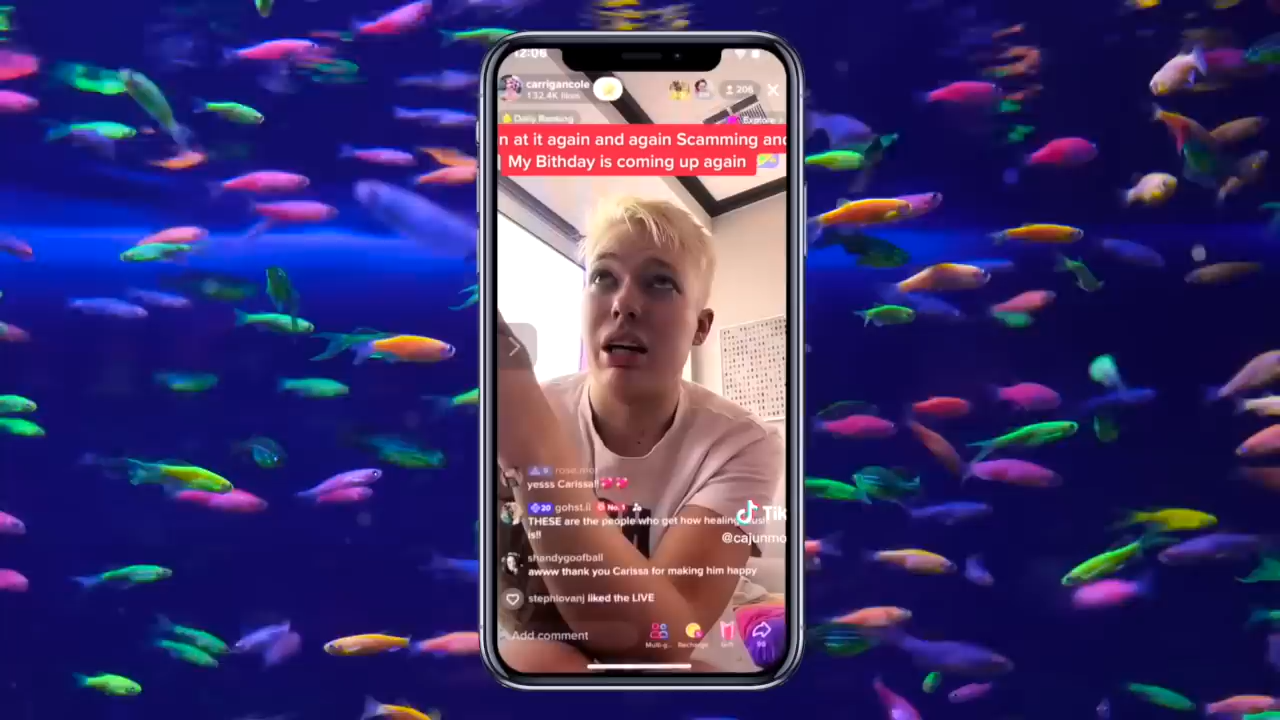 12:06
carrigancole
132.4K likes
206
Daily Ranking
Explore
n at it again and again Scamming and
My Bithday is coming up again
rose.mo
yesss Carissa!!💞💞
20 gohst.ii No. 1
THESE are the people who get how healing
is!!
Tik
@cajunmo
shandygoofball
awww thank you Carissa for making him happy
stephlovanj liked the LIVE
Add comment
Multi-g...
Recharge
Gift